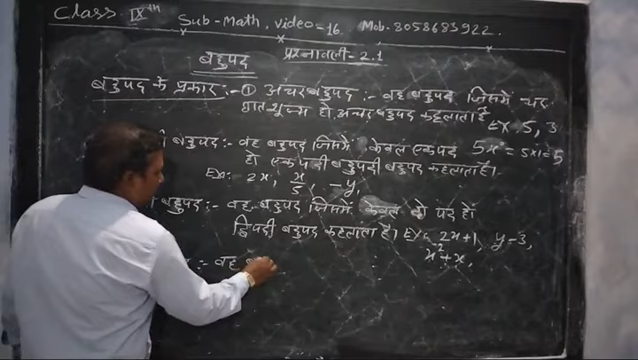 Class IXth Sub-Math, video-16. Mob. 8058683922.
बहुपद प्रश्नावली-2.1
बहुपद के प्रकार :- ① अचर बहुपद :- वह बहुपद जिसमें चर
घात शून्य हो अचर बहुपद कहलाता है
Ex 5, 3
बहुपद :- वह बहुपद जिसमें केवल एकपद 5x° = 5x1=5
हो एकपदी बहुपदी बहुपद कहलाता है।
Ex: 2x, x/5, -y,
बहुपद :- वह बहुपद जिसमें केवल दो पद हों
द्विपदी बहुपद कहलाता है। Ex:- 2x+1, y-3,
x²+x,
:- वह